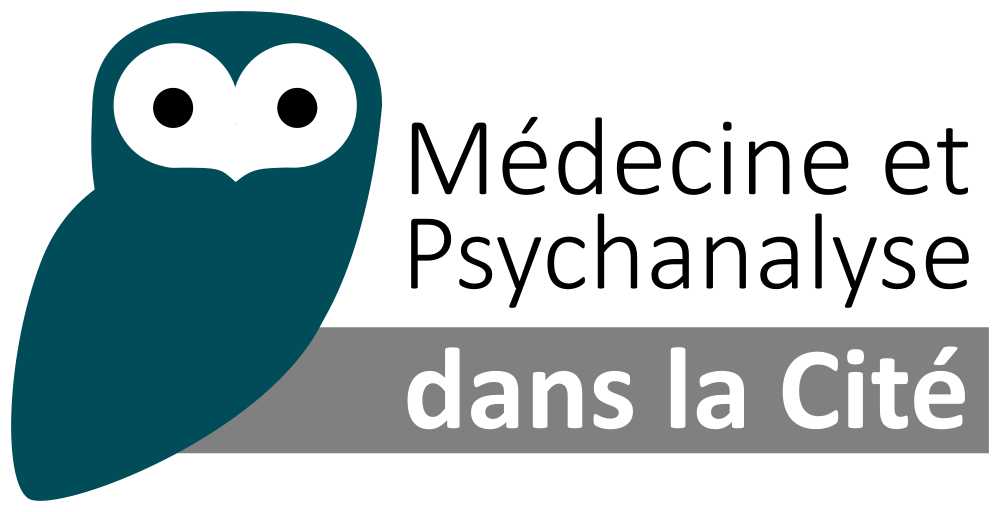 Médecine et
Psychanalyse
dans la Cité